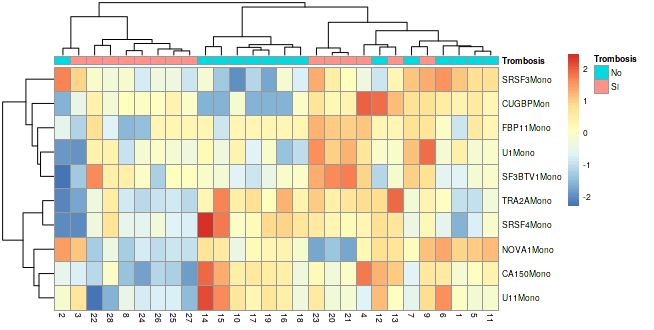 Trombosis
SRSF3Mono
CUGBPMon
FBP11Mono
U1Mono
SF3BTV1Mono
TRA2AMono
SRSF4Mono
NOVA1Mono
CA150Mono
U11Mono
2 3 22 28 8 24 26 25 27 14 15 10 17 19 16 18 23 20 21 4 12 13 7 9 6 1 5 11
2
1
0
-1
-2
Trombosis
No
SI